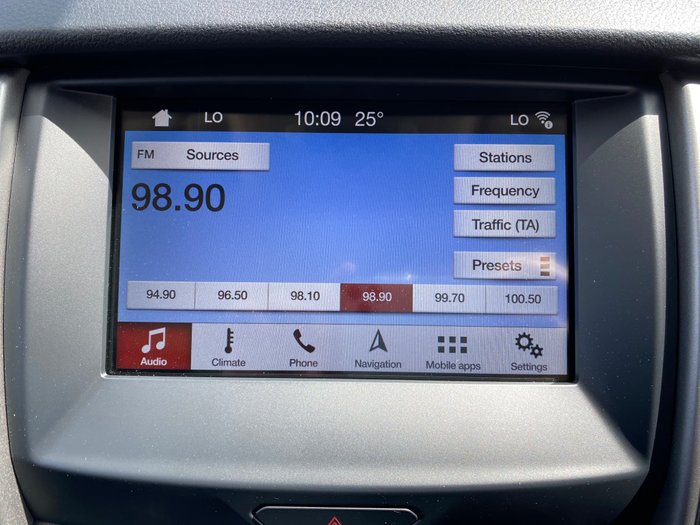 LO 10:09 25° LO
FM Sources
98.90
Stations
Frequency
Traffic (TA)
Presets
94.90 96.50 98.10 98.90 99.70 100.50
Audio Climate Phone Navigation Mobile apps Settings